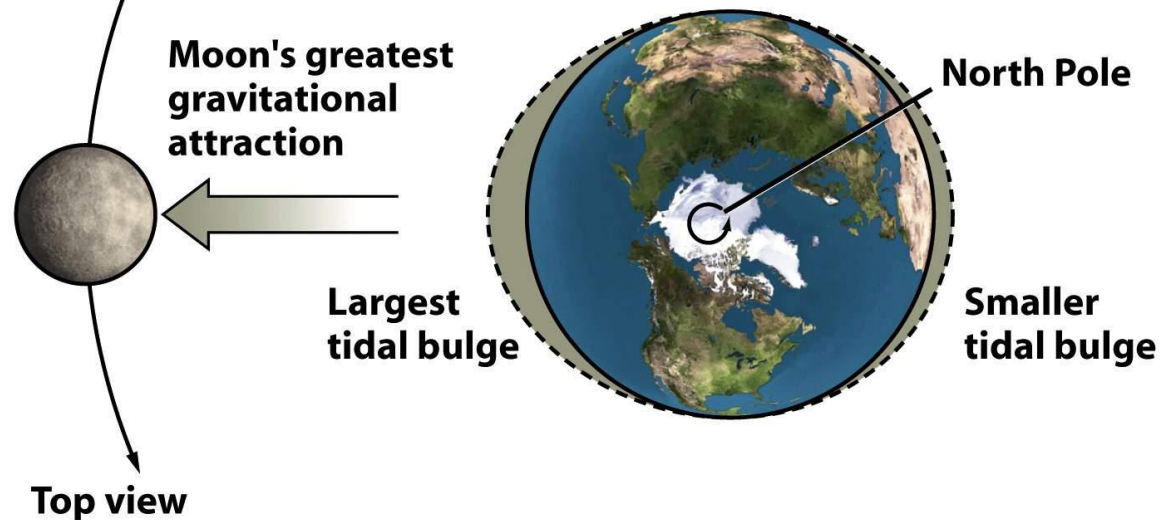 Moon's greatest
gravitational
attraction
North Pole
Largest
tidal bulge
Smaller
tidal bulge
Top view